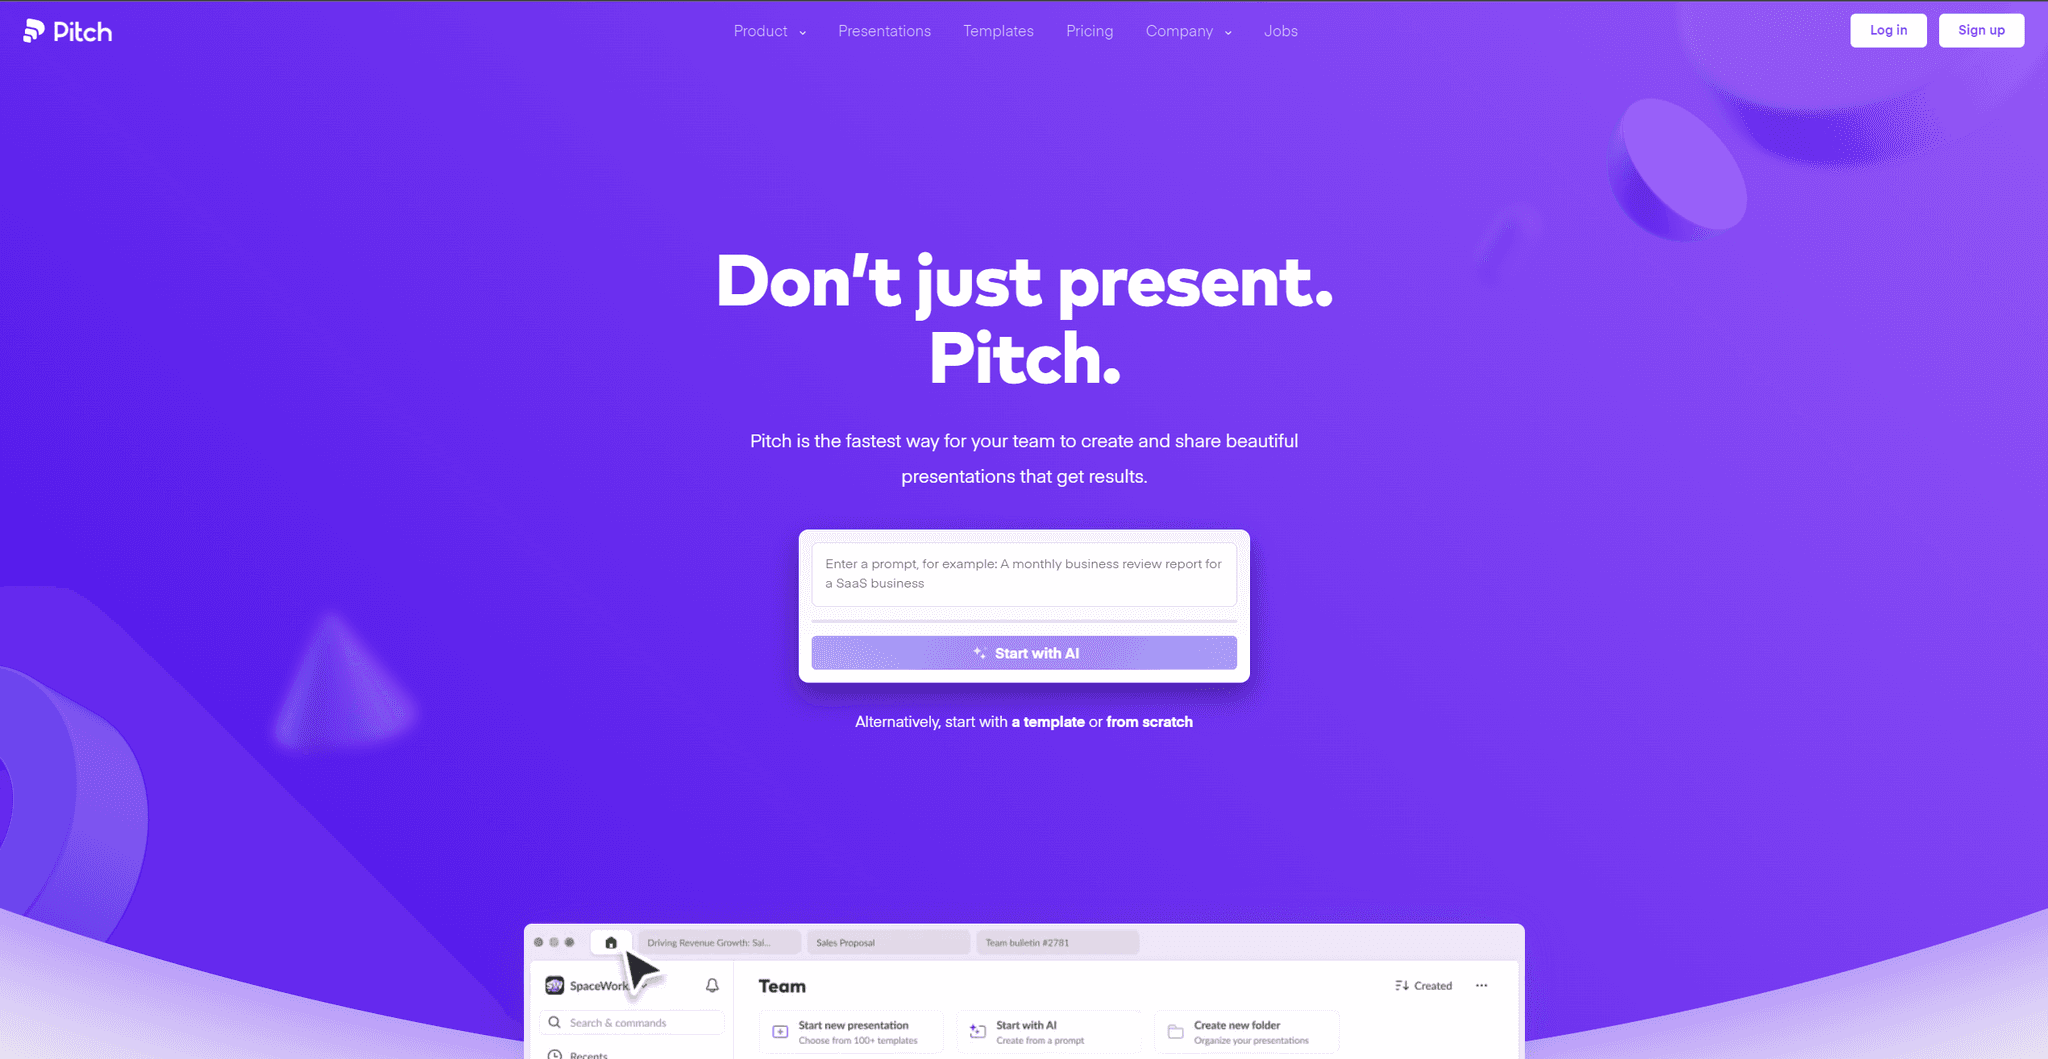 Pitch
Product
Presentations
Templates
Pricing
Company
Jobs
Log in
Sign up
Don't just present.
Pitch.
Pitch is the fastest way for your team to create and share beautiful
presentations that get results.
Enter a prompt, for example: A monthly business review report for
a SaaS business
Start with AI
Alternatively, start with a template or from scratch
Driving Revenue Growth: Sal...
Sales Proposal
Team bulletin #2781
SW
SpaceWork
Team
Created
Search & commands
Start new presentation
Choose from 100+ templates
Start with AI
Create from a prompt
Create new folder
Organize your presentations
Recents